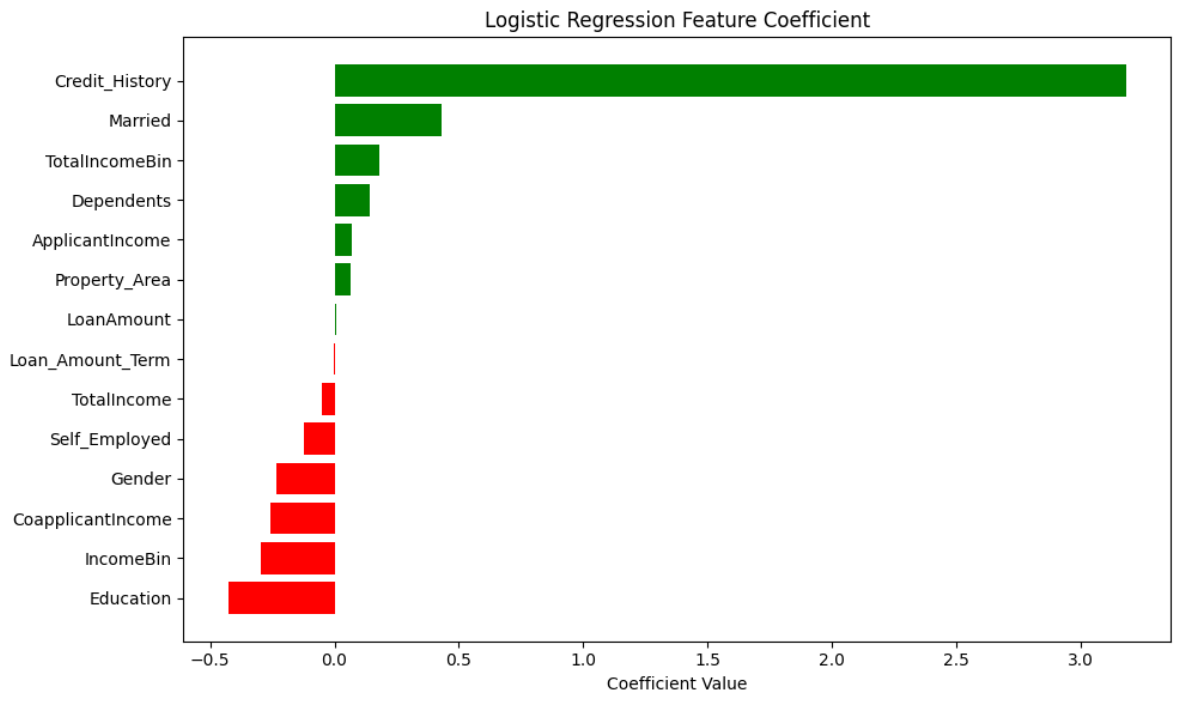 Logistic Regression Feature Coefficient
Credit_History
Married
TotalIncomeBin
Dependents
ApplicantIncome
Property_Area
LoanAmount
Loan_Amount_Term
TotalIncome
Self_Employed
Gender
CoapplicantIncome
IncomeBin
Education
−0.5 0.0 0.5 1.0 1.5 2.0 2.5 3.0
Coefficient Value